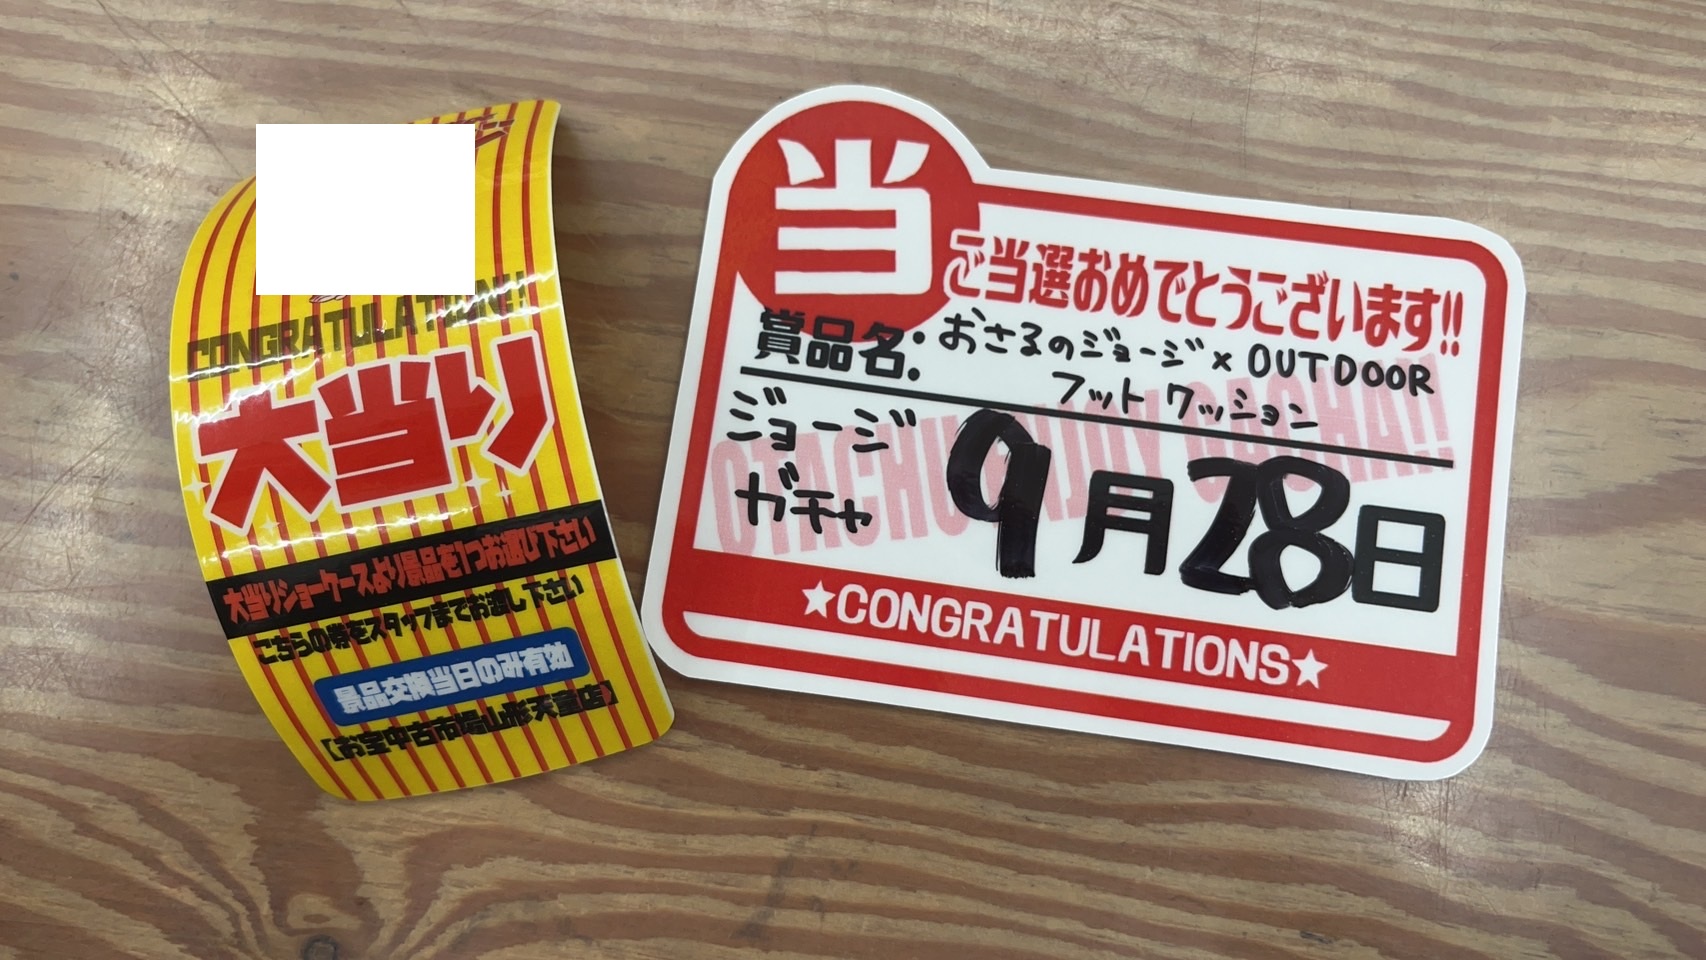 CONGRATULATION!!
大当り
大当りショーケースより景品を1つお選び下さい
こちらの券をスタッフまでお渡し下さい
景品交換当日のみ有効
【お宝中古市場山形天童店】
当
ご当選おめでとうございます!!
賞品名:おさるのジョージ×OUTDOOR
フットクッション
ジョージ
ガチャ
9月28日
★CONGRATULATIONS★